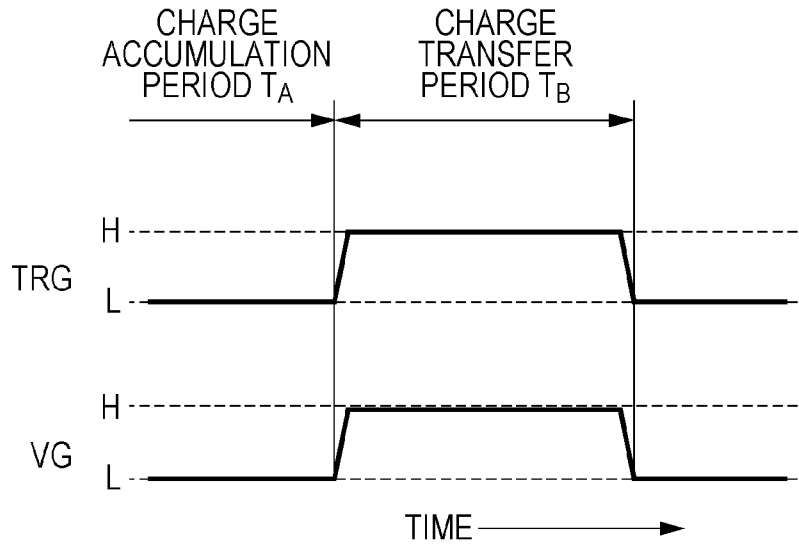 CHARGE
ACCUMULATION
PERIOD TA
CHARGE
TRANSFER
PERIOD TB
H
TRG
L
H
VG
L
TIME